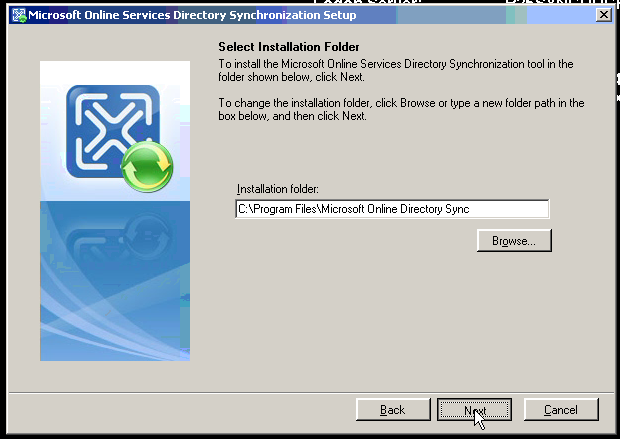 Microsoft Online Services Directory Synchronization Setup
Select Installation Folder
To install the Microsoft Online Services Directory Synchronization tool in the
folder shown below, click Next.
To change the installation folder, click Browse or type a new folder path in the
box below, and then click Next.
Installation folder:
C:\Program Files\Microsoft Online Directory Sync
Browse...
Back
Next
Cancel